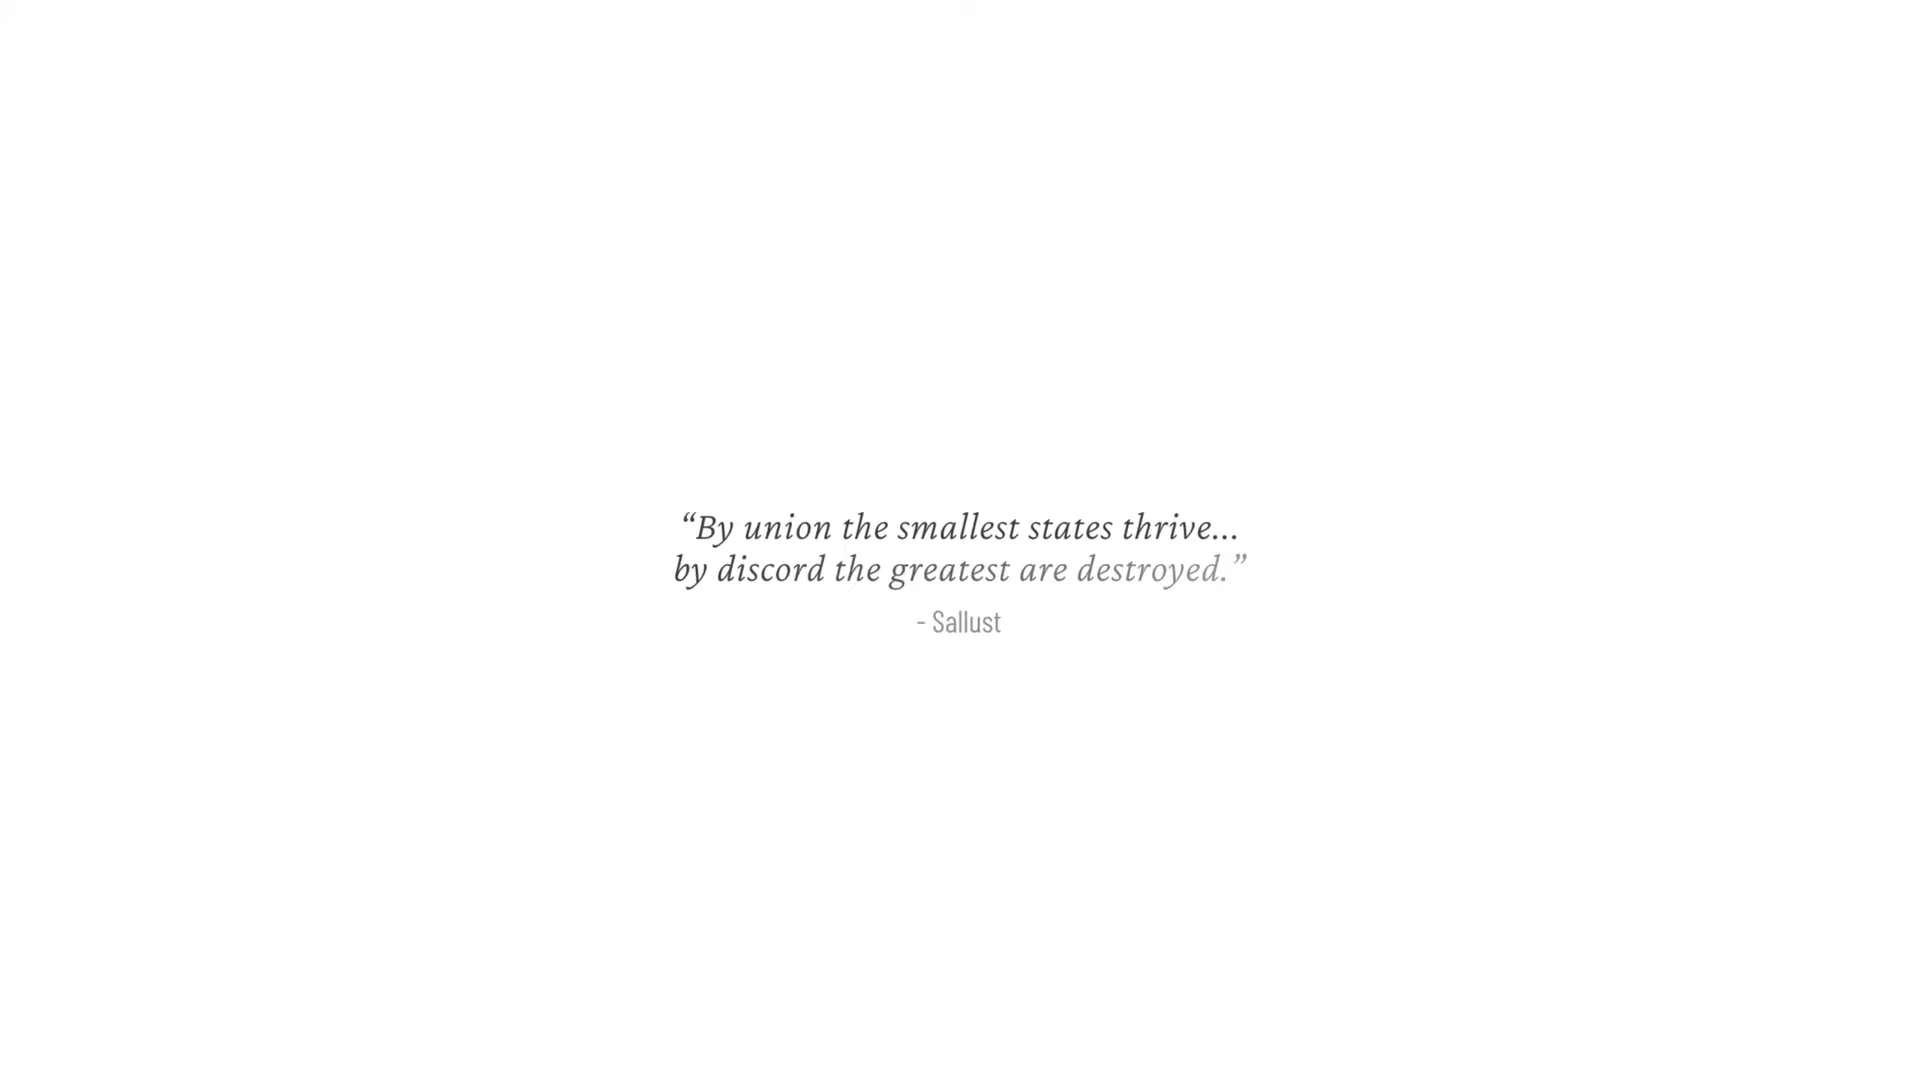 “By union the smallest states thrive...
by discord the greatest are destroyed.”
- Sallust